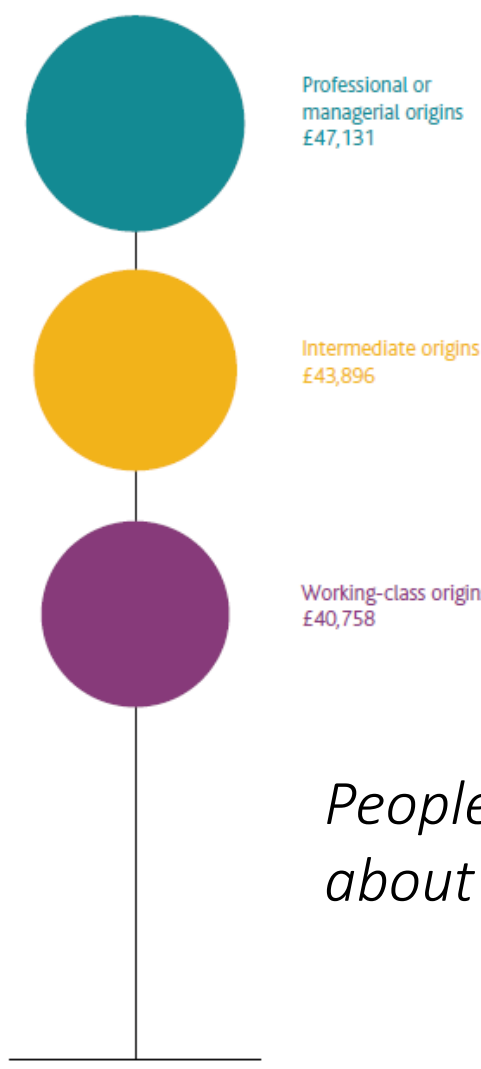 Professional or
managerial origins
£47,131
Intermediate origins
£43,896
Working-class origin
£40,758
People
about